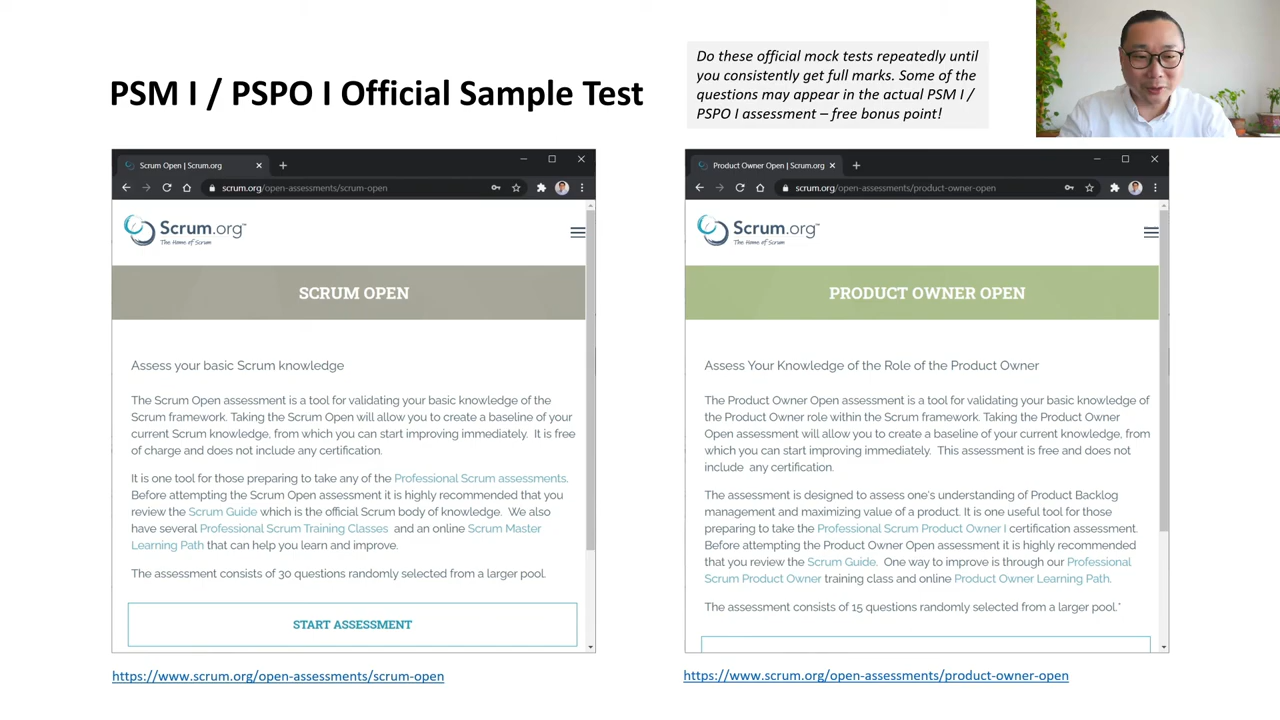 PSM I / PSPO I Official Sample Test
Do these official mock tests repeatedly until
you consistently get full marks. Some of the
questions may appear in the actual PSM I /
PSPO I assessment – free bonus point!
Scrum Open | Scrum.org
scrum.org/open-assessments/scrum-open
Scrum.org™
The Home of Scrum
SCRUM OPEN
Assess your basic Scrum knowledge
The Scrum Open assessment is a tool for validating your basic knowledge of the
Scrum framework. Taking the Scrum Open will allow you to create a baseline of your
current Scrum knowledge, from which you can start improving immediately. It is free
of charge and does not include any certification.
It is one tool for those preparing to take any of the Professional Scrum assessments.
Before attempting the Scrum Open assessment it is highly recommended that you
review the Scrum Guide which is the official Scrum body of knowledge. We also
have several Professional Scrum Training Classes and an online Scrum Master
Learning Path that can help you learn and improve.
The assessment consists of 30 questions randomly selected from a larger pool.
START ASSESSMENT
https://www.scrum.org/open-assessments/scrum-open
Product Owner Open | Scrum.org
scrum.org/open-assessments/product-owner-open
Scrum.org™
The Home of Scrum
PRODUCT OWNER OPEN
Assess Your Knowledge of the Role of the Product Owner
The Product Owner Open assessment is a tool for validating your basic knowledge of
the Product Owner role within the Scrum framework. Taking the Product Owner
Open assessment will allow you to create a baseline of your current knowledge, from
which you can start improving immediately. This assessment is free and does not
include any certification.
The assessment is designed to assess one's understanding of Product Backlog
management and maximizing value of a product. It is one useful tool for those
preparing to take the Professional Scrum Product Owner I certification assessment.
Before attempting the Product Owner Open assessment it is highly recommended
that you review the Scrum Guide. One way to improve is through our Professional
Scrum Product Owner training class and online Product Owner Learning Path.
The assessment consists of 15 questions randomly selected from a larger pool.*
https://www.scrum.org/open-assessments/product-owner-open